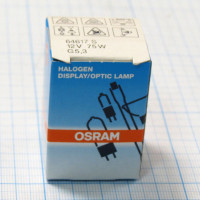 64617 S
12V 75W
G5,3
HALOGEN
DISPLAY/OPTIC LAMP
OSRAM